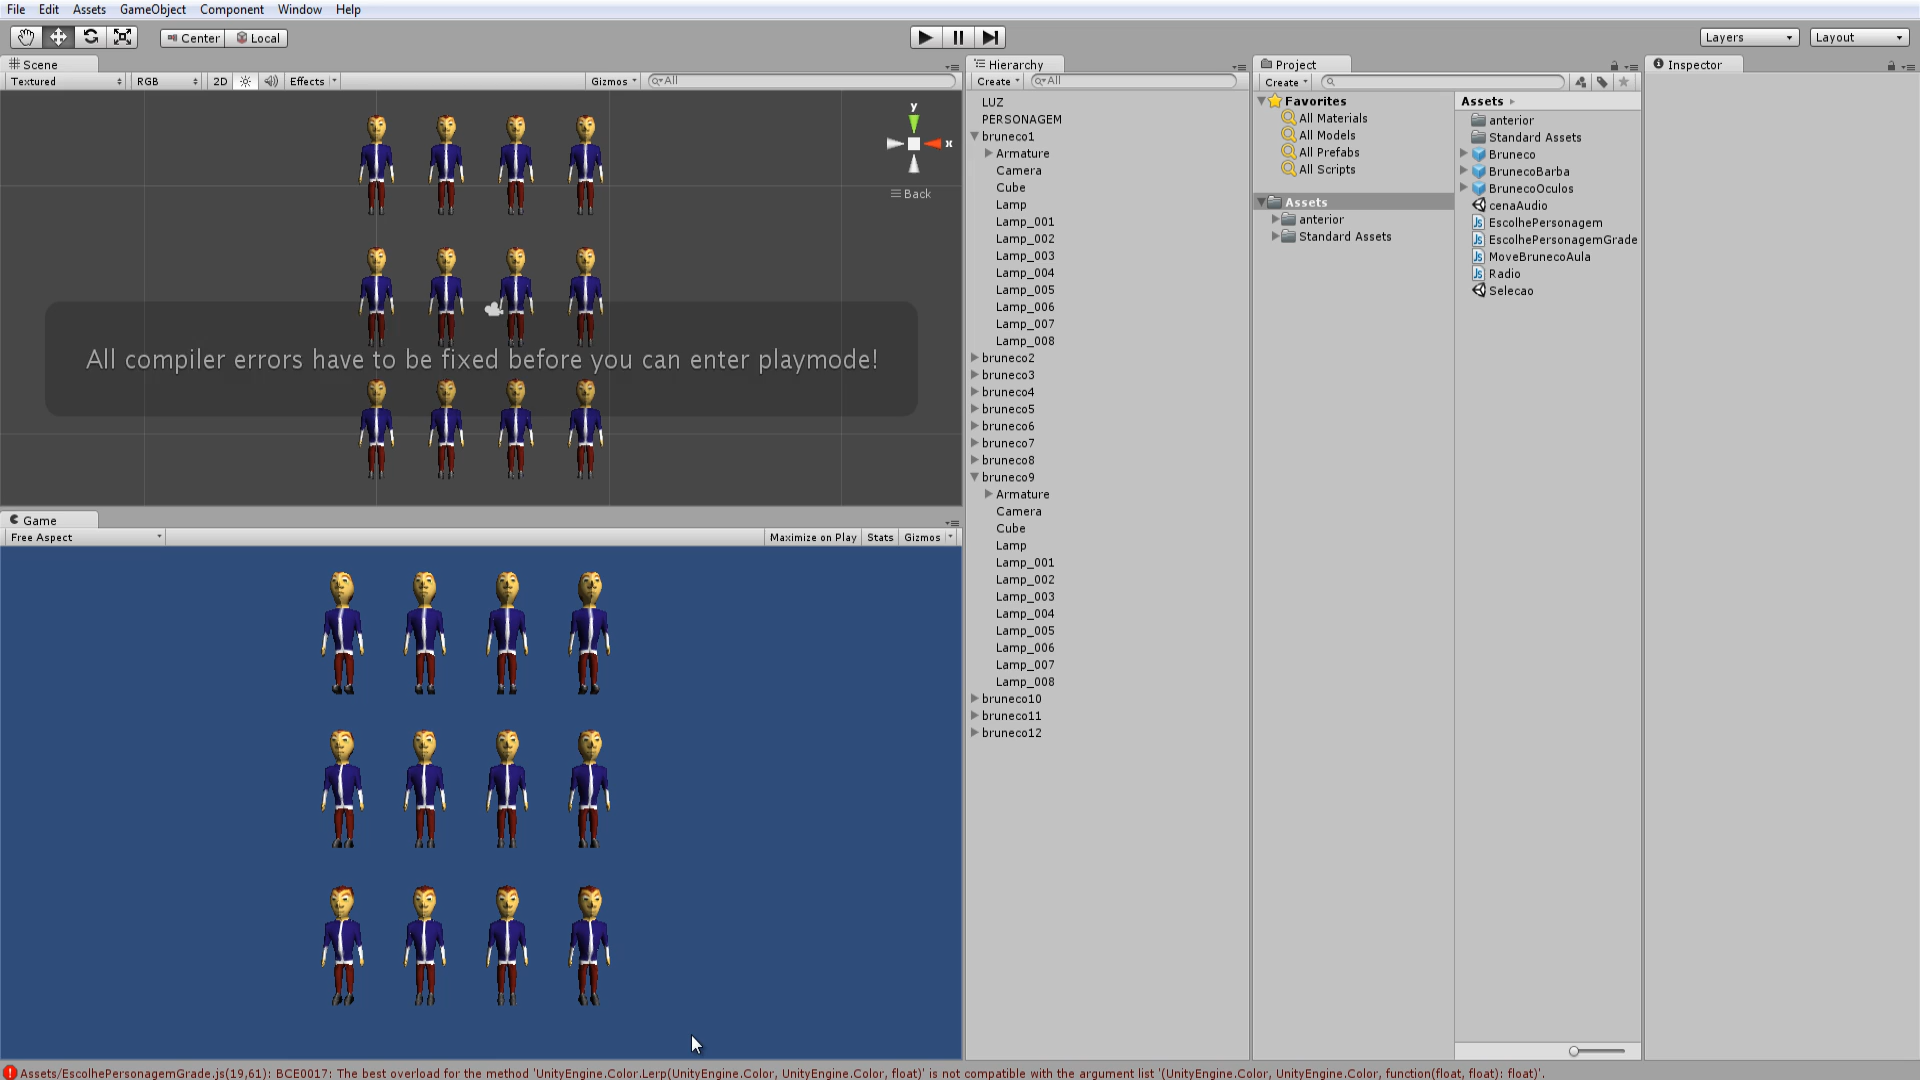 File Edit Assets GameObject Component Window Help
Center Local Layers Layout
Scene
Textured RGB 2D Effects Gizmos All
y
x
Back
All compiler errors have to be fixed before you can enter playmode!
Game
Free Aspect Maximize on Play Stats Gizmos
Hierarchy
Create All
LUZ
PERSONAGEM
bruneco1
Armature
Camera
Cube
Lamp
Lamp_001
Lamp_002
Lamp_003
Lamp_004
Lamp_005
Lamp_006
Lamp_007
Lamp_008
bruneco2
bruneco3
bruneco4
bruneco5
bruneco6
bruneco7
bruneco8
bruneco9
Armature
Camera
Cube
Lamp
Lamp_001
Lamp_002
Lamp_003
Lamp_004
Lamp_005
Lamp_006
Lamp_007
Lamp_008
bruneco10
bruneco11
bruneco12
Project
Create
Favorites
All Materials
All Models
All Prefabs
All Scripts
Assets
anterior
Standard Assets
Assets
anterior
Standard Assets
Bruneco
BrunecoBarba
BrunecoOculos
cenaAudio
Js EscolhePersonagem
Js EscolhePersonagemGrade
Js MoveBrunecoAula
Js Radio
Selecao
Inspector
Assets/EscolhePersonagemGrade.js(19,61): BCE0017: The best overload for the method 'UnityEngine.Color.Lerp(UnityEngine.Color, UnityEngine.Color, float)' is not compatible with the argument list '(UnityEngine.Color, UnityEngine.Color, function(float, float): float)'.